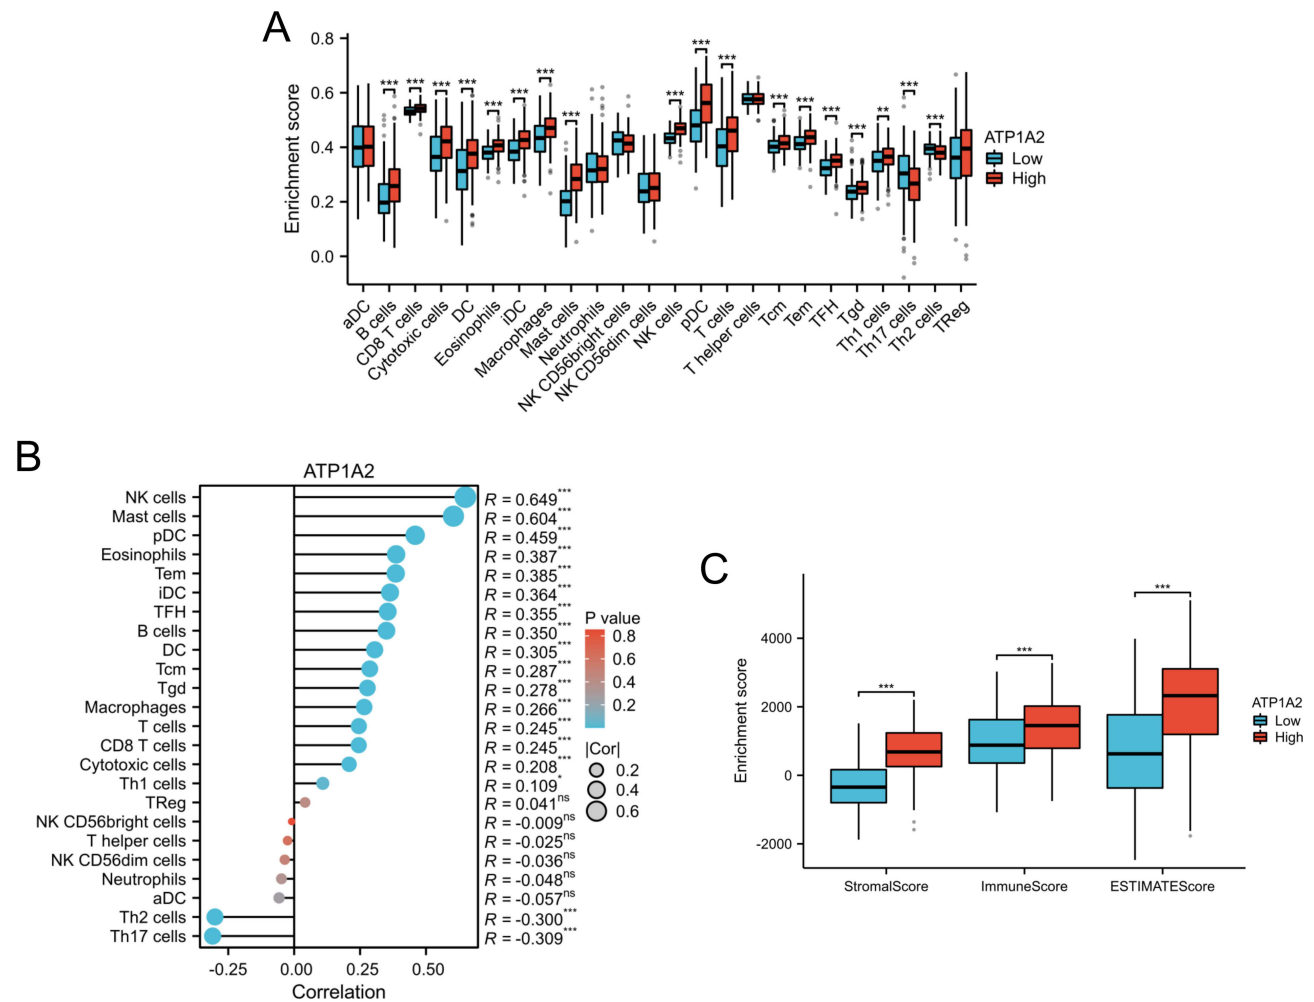 A
Enrichment score
0.8
0.6
0.4
0.2
0.0
*** *** *** *** *** *** *** *** *** *** *** *** *** *** *** ** *** ***
aDC
B cells
CD8 T cells
Cytotoxic cells
DC
Eosinophils
iDC
Macrophages
Mast cells
Neutrophils
NK CD56bright cells
NK CD56dim cells
NK cells
pDC
T cells
T helper cells
Tcm
Tem
TFH
Tgd
Th1 cells
Th17 cells
Th2 cells
TReg
ATP1A2
Low
High
B
ATP1A2
NK cells R = 0.649***
Mast cells R = 0.604***
pDC R = 0.459***
Eosinophils R = 0.387***
Tem R = 0.385***
iDC R = 0.364***
TFH R = 0.355***
B cells R = 0.350***
DC R = 0.305***
Tcm R = 0.287***
Tgd R = 0.278***
Macrophages R = 0.266***
T cells R = 0.245***
CD8 T cells R = 0.245***
Cytotoxic cells R = 0.208***
Th1 cells R = 0.109*
TReg R = 0.041ns
NK CD56bright cells R = -0.009ns
T helper cells R = -0.025ns
NK CD56dim cells R = -0.036ns
Neutrophils R = -0.048ns
aDC R = -0.057ns
Th2 cells R = -0.300***
Th17 cells R = -0.309***
-0.25 0.00 0.25 0.50
Correlation
P value
0.8
0.6
0.4
0.2
|Cor|
0.2
0.4
0.6
C
Enrichment score
4000
2000
0
-2000
***
***
***
StromalScore ImmuneScore ESTIMATEScore
ATP1A2
Low
High